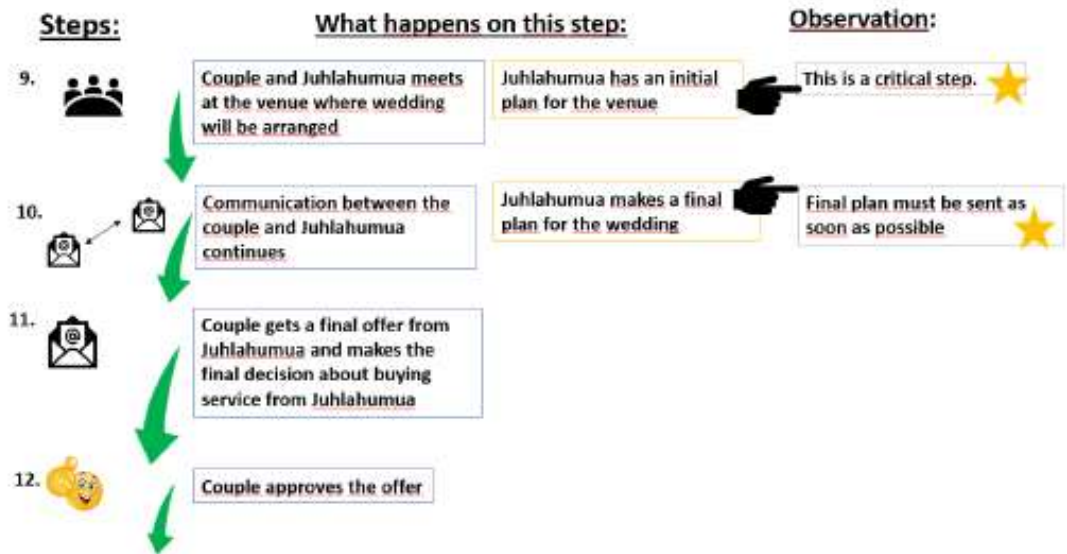 Steps:
What happens on this step:
Observation:
9.
Couple and Juhlahumua meets
at the venue where wedding
will be arranged
Juhlahumua has an initial
plan for the venue
This is a critical step.
10.
Communication between the
couple and Juhlahumua
continues
Juhlahumua makes a final
plan for the wedding
Final plan must be sent as
soon as possible
11.
Couple gets a final offer from
Juhlahumua and makes the
final decision about buying
service from Juhlahumua
12.
Couple approves the offer